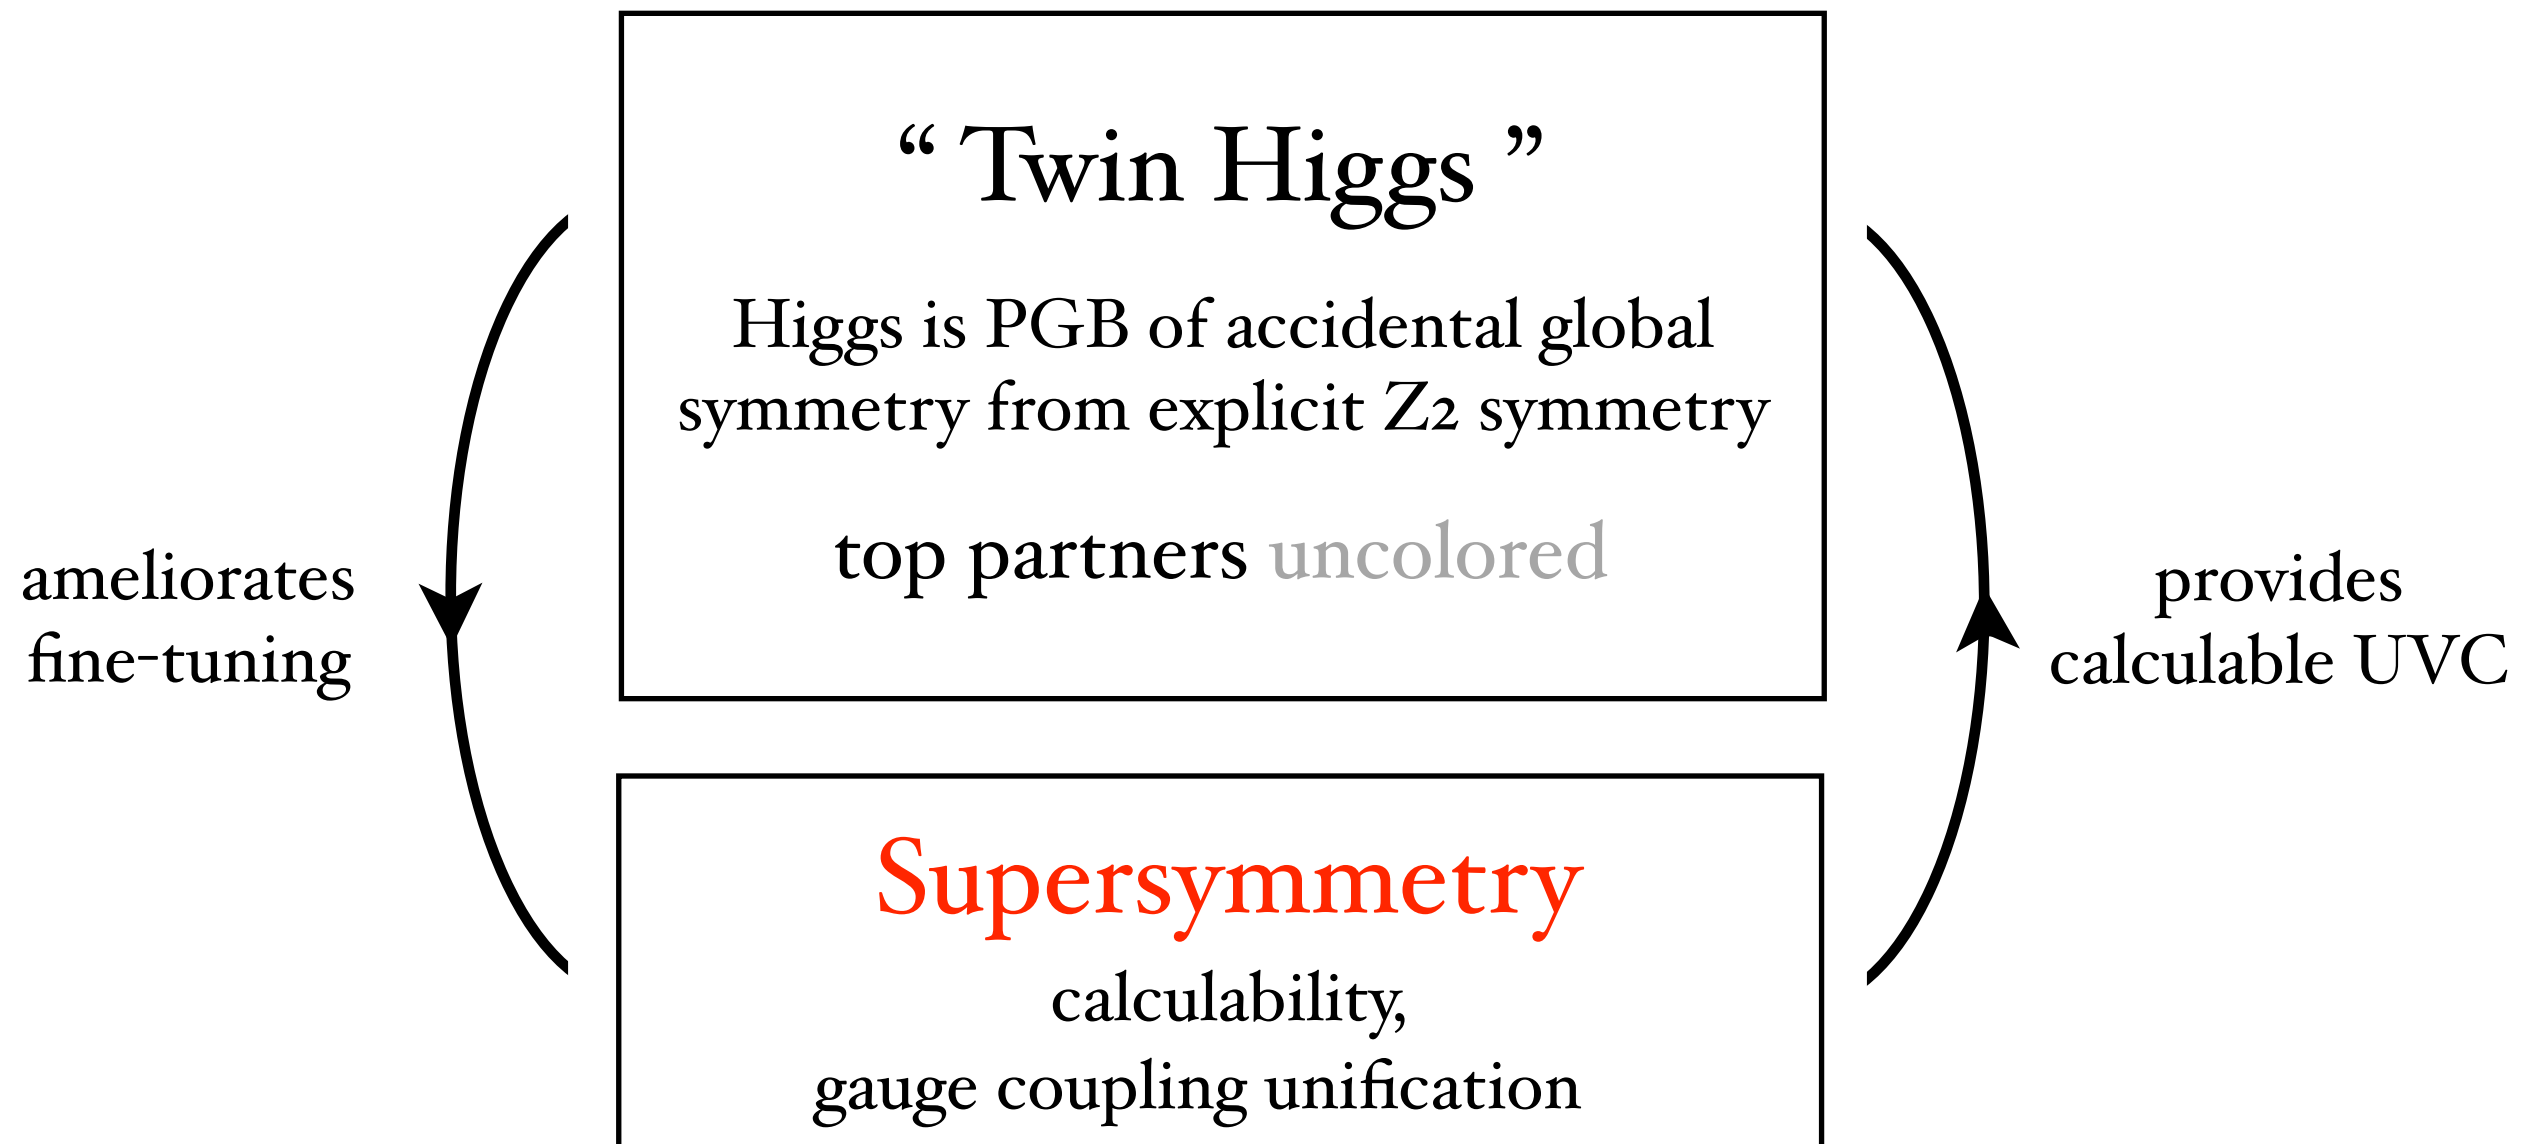 “ Twin Higgs ”
Higgs is PGB of accidental global
symmetry from explicit Z2 symmetry
top partners uncolored
ameliorates
fine-tuning
provides
calculable UVC
Supersymmetry
calculability,
gauge coupling unification